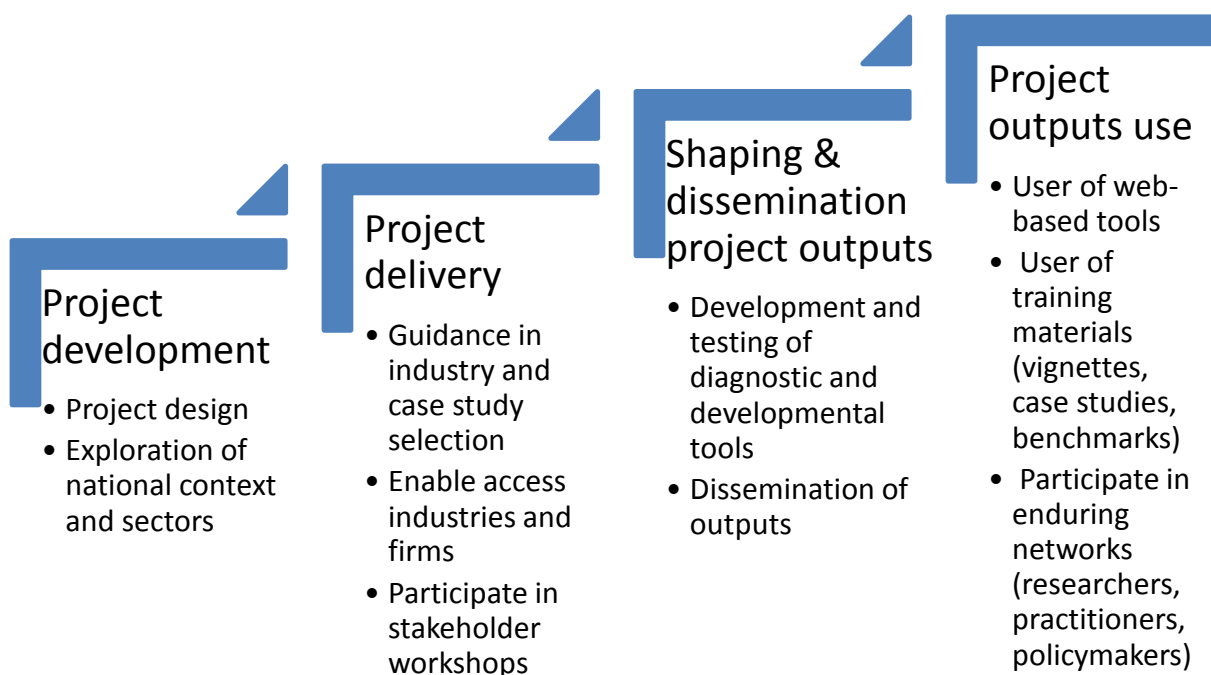 Project
development
• Project design
• Exploration of
national context
and sectors
Project
delivery
• Guidance in
industry and
case study
selection
• Enable access
industries and
firms
• Participate in
stakeholder
workshops
Shaping &
dissemination
project outputs
• Development and
testing of
diagnostic and
developmental
tools
• Dissemination of
outputs
Project
outputs use
• User of web-
based tools
• User of
training
materials
(vignettes,
case studies,
benchmarks)
• Participate in
enduring
networks
(researchers,
practitioners,
policymakers)